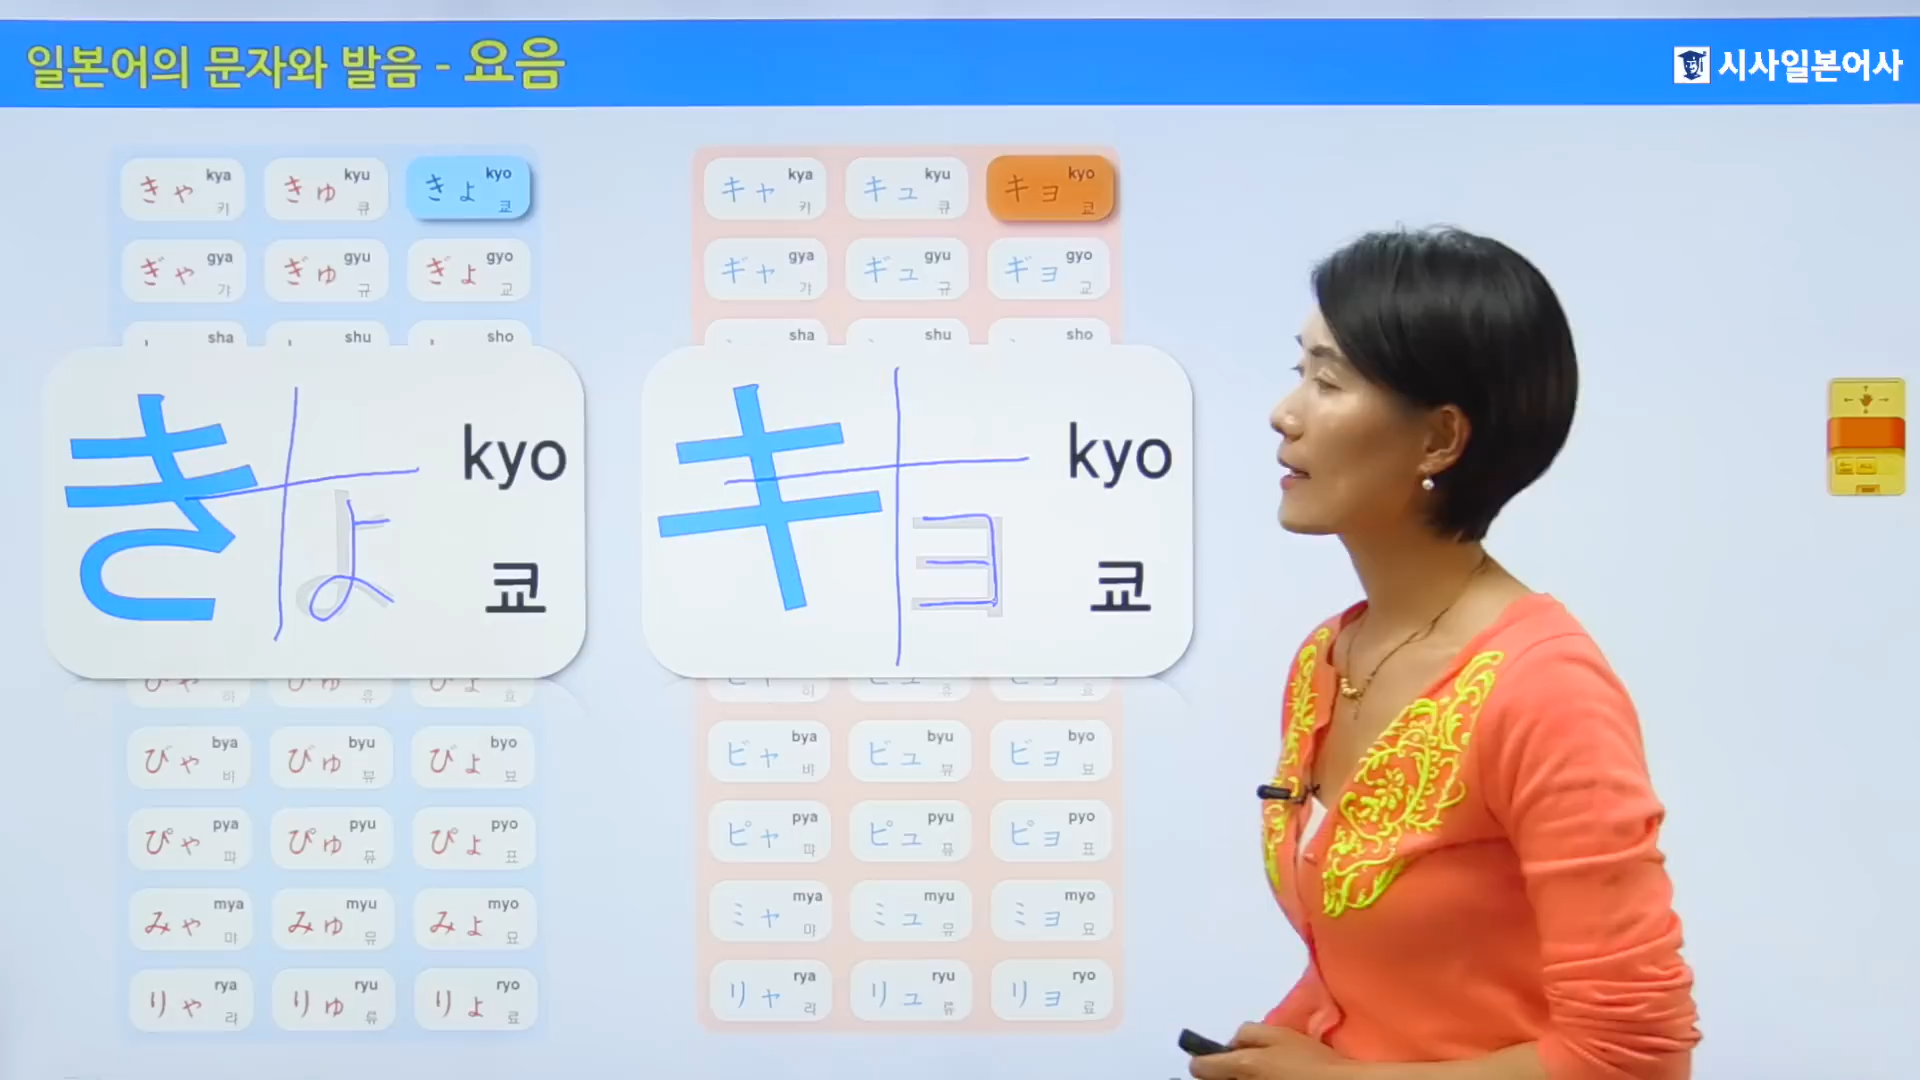 일본어의 문자와 발음 - 요음
시사일본어사
きゃ kya 캬
きゅ kyu 큐
きょ kyo 쿄
キャ kya 캬
キュ kyu 큐
キョ kyo 쿄
ぎゃ gya 갸
ぎゅ gyu 규
ぎょ gyo 교
ギャ gya 갸
ギュ gyu 규
ギョ gyo 교
sha
shu
sho
sha
shu
sho
きょ kyo 쿄
キョ kyo 쿄
びゃ bya 뱌
びゅ byu 뷰
びょ byo 뵤
ビャ bya 뱌
ビュ byu 뷰
ビョ byo 뵤
ぴゃ pya 퍄
ぴゅ pyu 퓨
ぴょ pyo 표
ピャ pya 퍄
ピュ pyu 퓨
ピョ pyo 표
みゃ mya 먀
みゅ myu 뮤
みょ myo 묘
ミャ mya 먀
ミュ myu 뮤
ミョ myo 묘
りゃ rya 랴
りゅ ryu 류
りょ ryo 료
リャ rya 랴
リュ ryu 류
リョ ryo 료